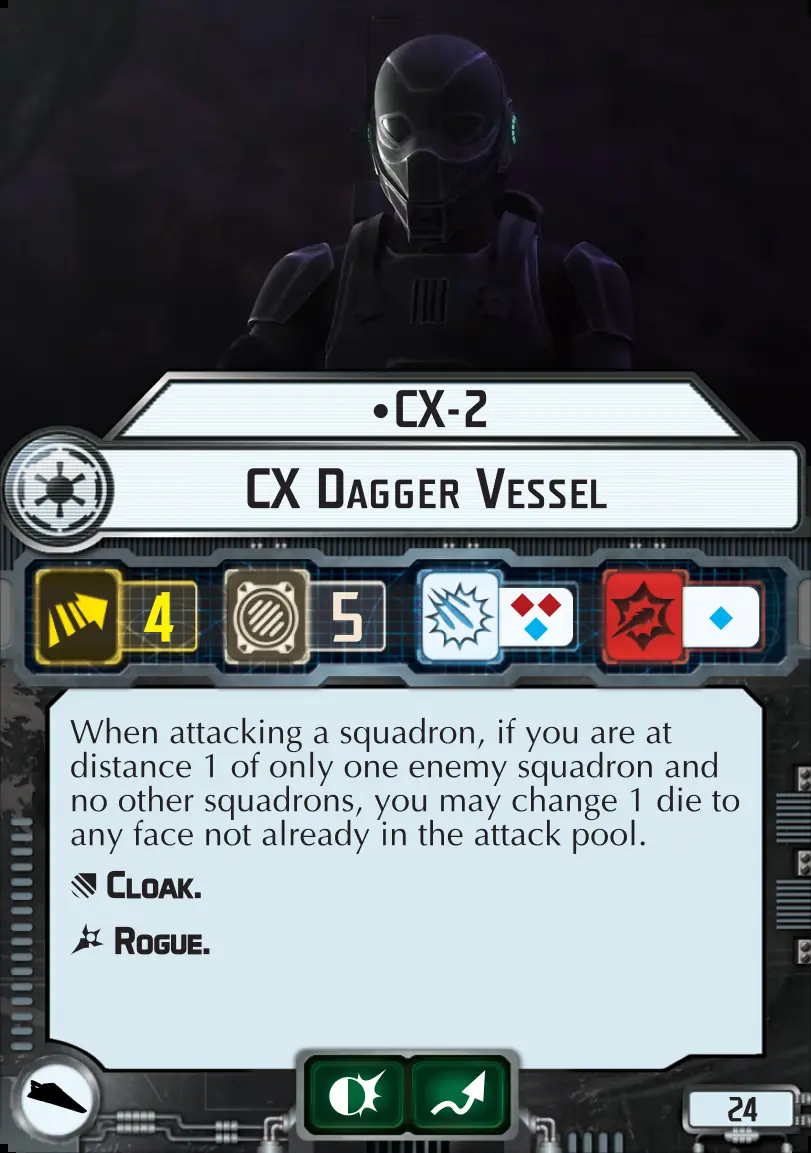 •CX-2
CX Dagger Vessel
4 5
When attacking a squadron, if you are at
distance 1 of only one enemy squadron and
no other squadrons, you may change 1 die to
any face not already in the attack pool.
Cloak.
Rogue.
24